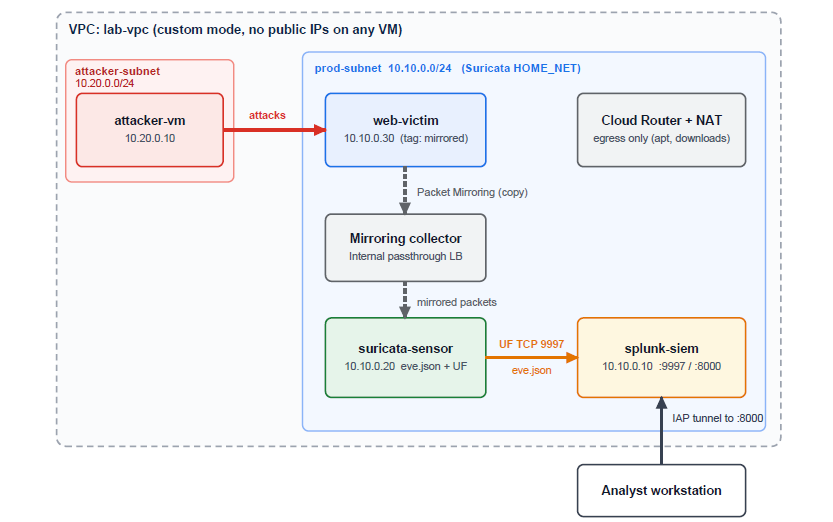 VPC: lab-vpc (custom mode, no public IPs on any VM)
attacker-subnet
10.20.0.0/24
attacker-vm
10.20.0.10
attacks
prod-subnet 10.10.0.0/24 (Suricata HOME_NET)
web-victim
10.10.0.30 (tag: mirrored)
Cloud Router + NAT
egress only (apt, downloads)
Packet Mirroring (copy)
Mirroring collector
Internal passthrough LB
mirrored packets
suricata-sensor
10.10.0.20 eve.json + UF
UF TCP 9997
eve.json
splunk-siem
10.10.0.10 :9997 / :8000
IAP tunnel to :8000
Analyst workstation